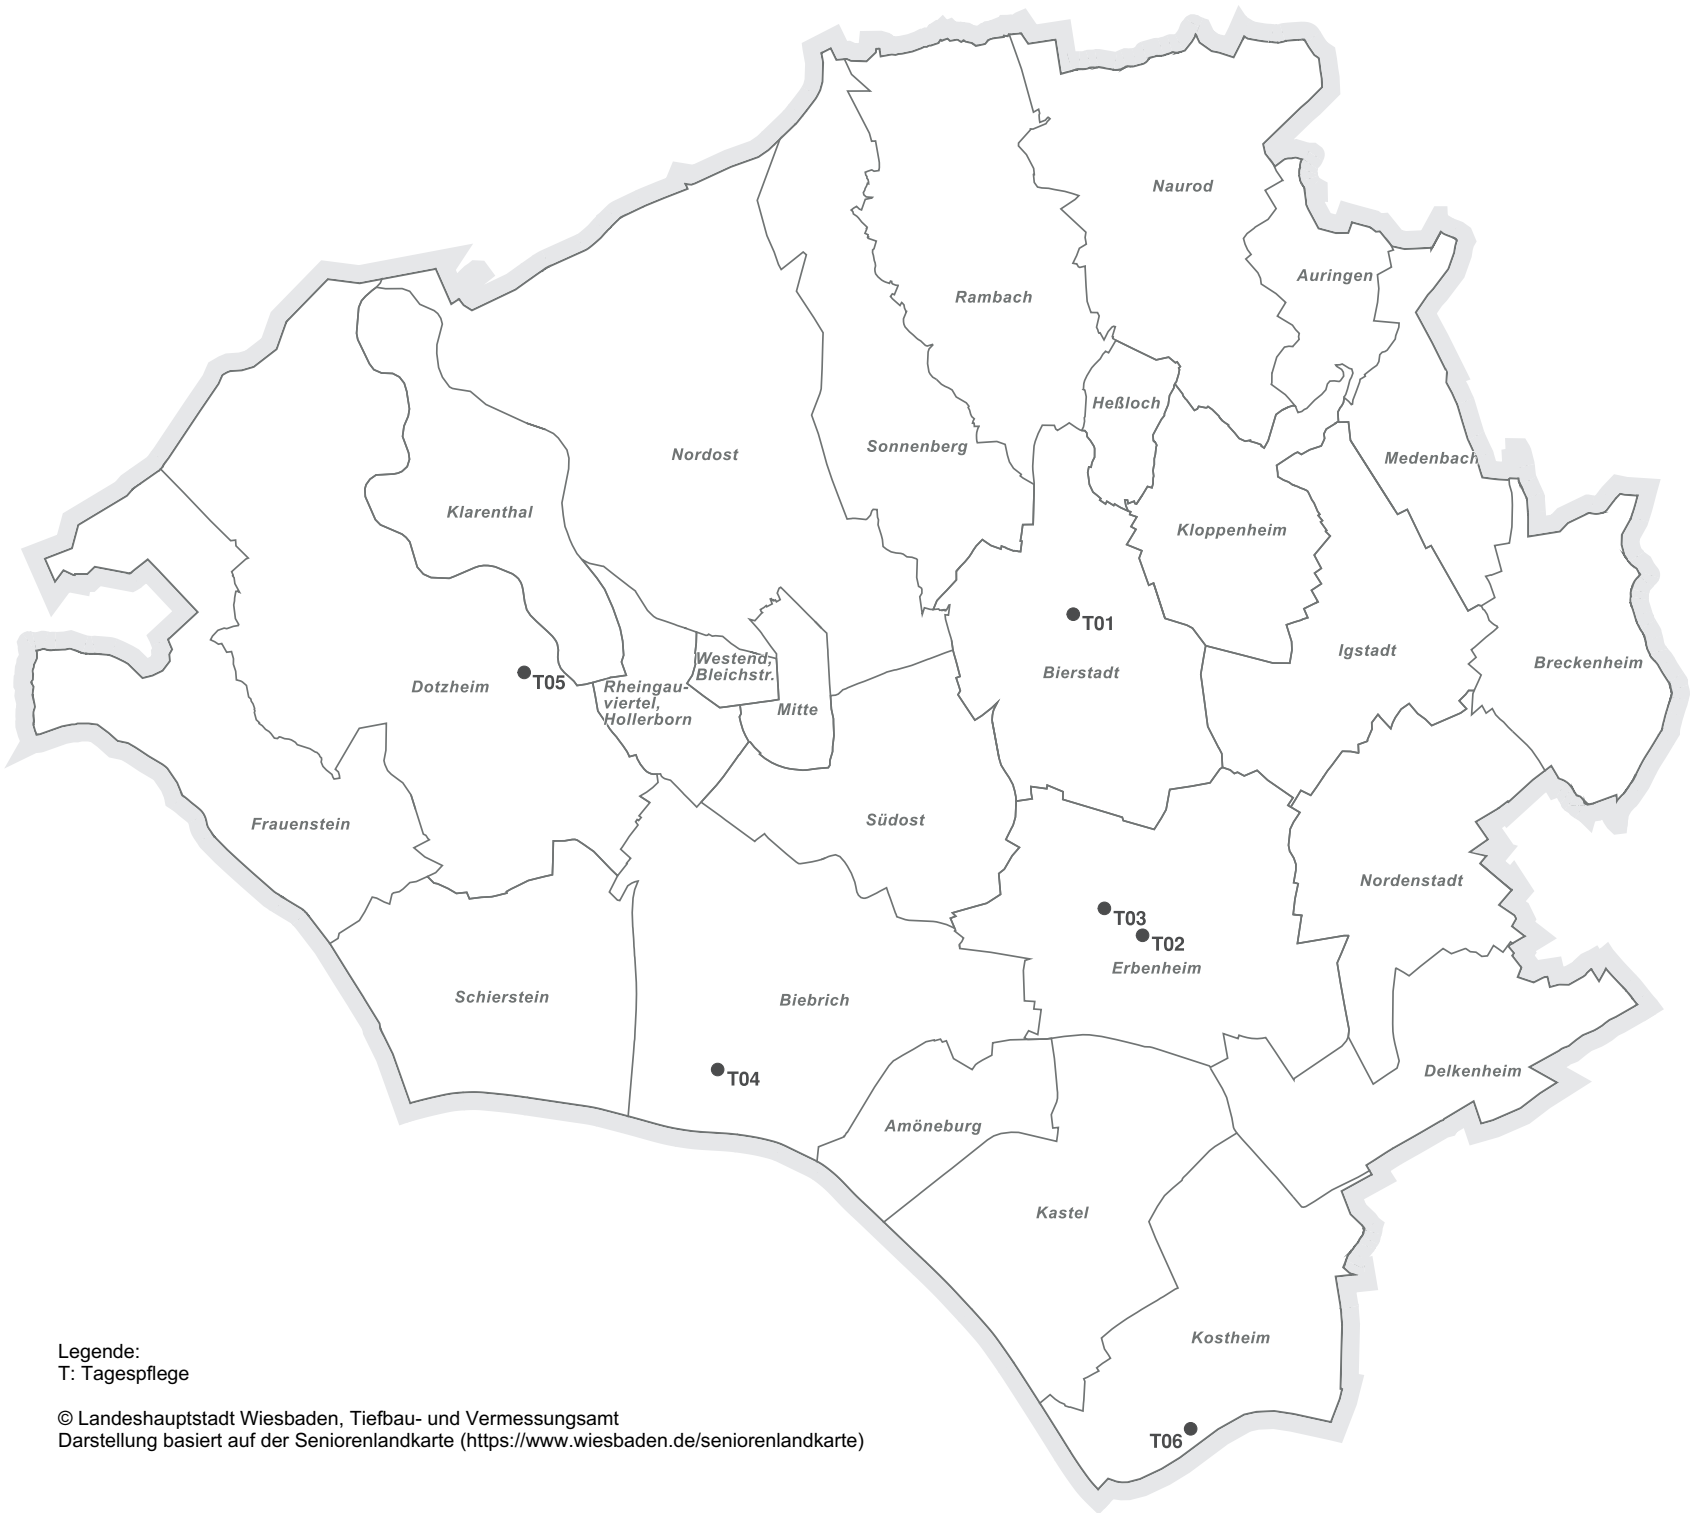 Naurod
Auringen
Rambach
Heßloch
Nordost
Sonnenberg
Medenbach
Klarenthal
Kloppenheim
T01
Igstadt
Breckenheim
Westend,
Bleichstr.
Bierstadt
Dotzheim
T05
Rheingau-
viertel,
Hollerborn
Mitte
Frauenstein
Südost
Nordenstadt
T03
T02
Erbenheim
Schierstein
Biebrich
T04
Delkenheim
Amöneburg
Kastel
Kostheim
T06
Legende:
T: Tagespflege
© Landeshauptstadt Wiesbaden, Tiefbau- und Vermessungsamt
Darstellung basiert auf der Seniorenlandkarte (https://www.wiesbaden.de/seniorenlandkarte)